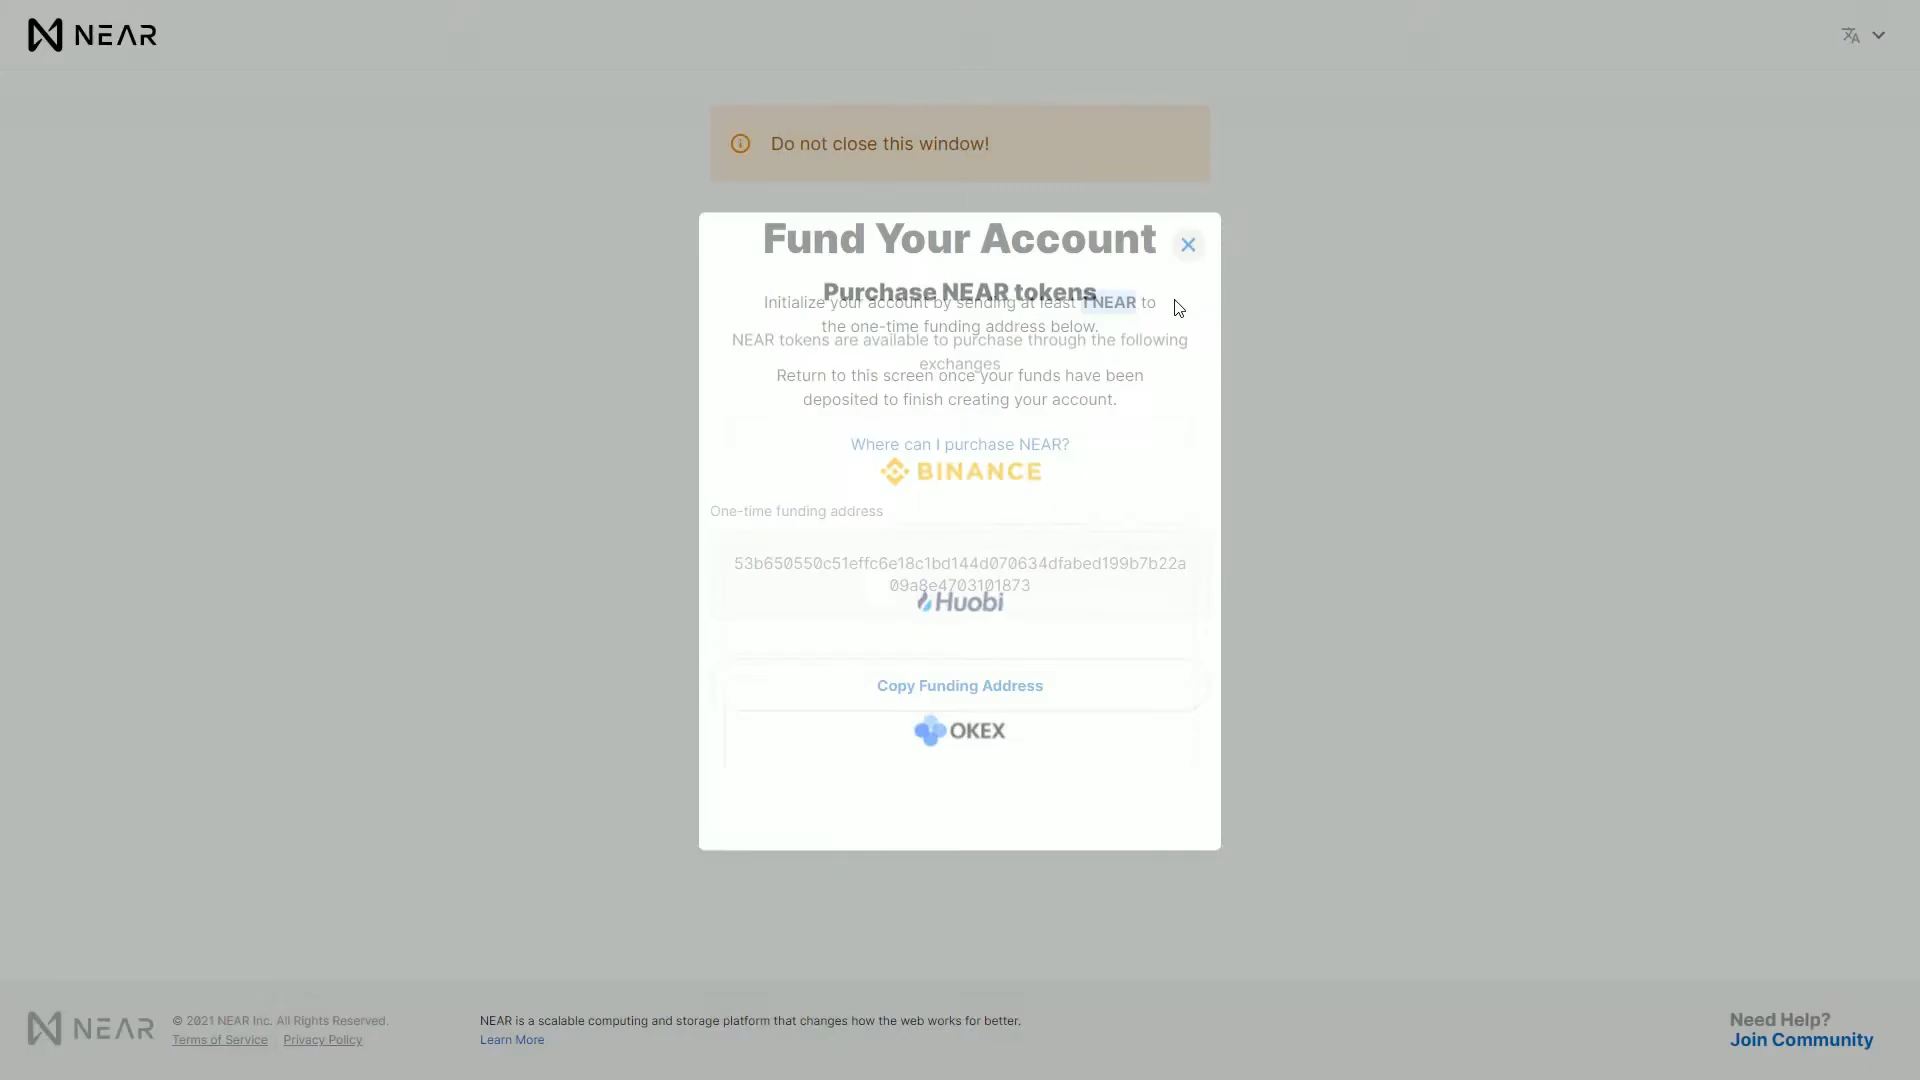 NEAR
Do not close this window!
Fund Your Account
Purchase NEAR tokens
Initialize your account by sending at least 1 NEAR to
the one-time funding address below.
NEAR tokens are available to purchase through the following
exchanges
Return to this screen once your funds have been
deposited to finish creating your account.
Where can I purchase NEAR?
BINANCE
One-time funding address
53b650550c51effc6e18c1bd144d070634dfabed199b7b22a
09a8e4703101873
Huobi
Copy Funding Address
OKEX
NEAR
© 2021 NEAR Inc. All Rights Reserved.
Terms of Service Privacy Policy
NEAR is a scalable computing and storage platform that changes how the web works for better.
Learn More
Need Help?
Join Community